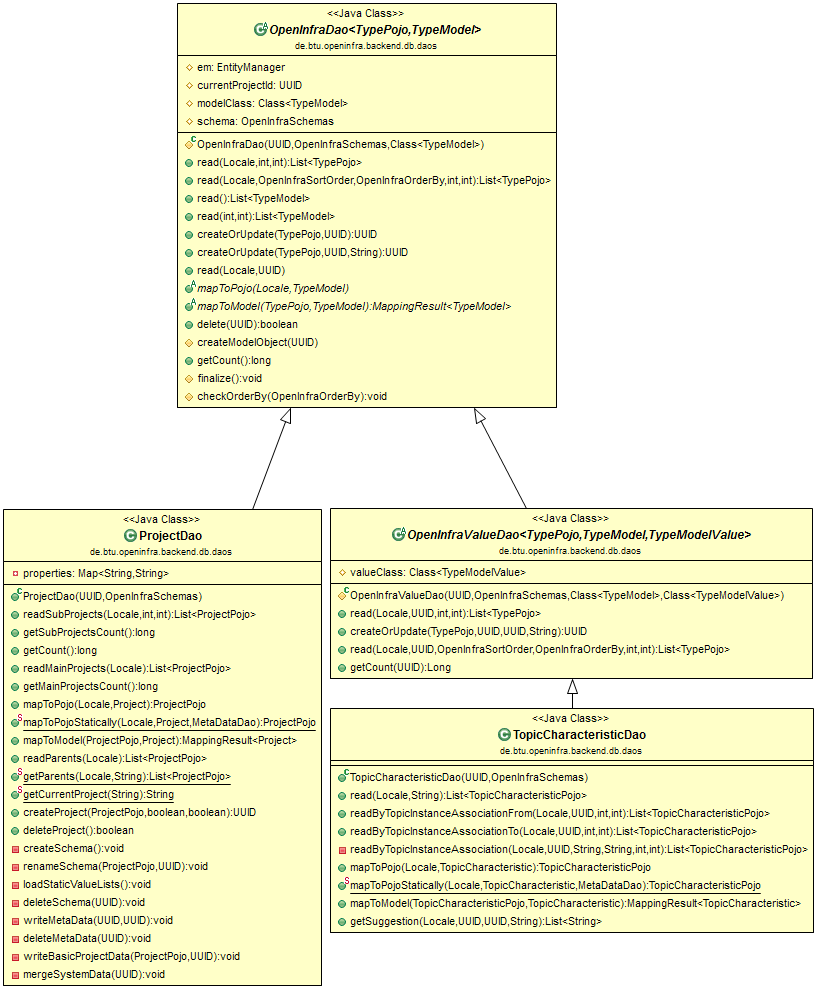 <<Java Class>>
OpenInfraDao<TypePojo,TypeModel>
de.btu.openinfra.backend.db.daos
em: EntityManager
currentProjectId: UUID
modelClass: Class<TypeModel>
schema: OpenInfraSchemas
OpenInfraDao(UUID,OpenInfraSchemas,Class<TypeModel>)
read(Locale,int,int):List<TypePojo>
read(Locale,OpenInfraSortOrder,OpenInfraOrderBy,int,int):List<TypePojo>
read():List<TypeModel>
read(int,int):List<TypeModel>
createOrUpdate(TypePojo,UUID):UUID
createOrUpdate(TypePojo,UUID,String):UUID
read(Locale,UUID)
mapToPojo(Locale,TypeModel)
mapToModel(TypePojo,TypeModel):MappingResult<TypeModel>
delete(UUID):boolean
createModelObject(UUID)
getCount():long
finalize():void
checkOrderBy(OpenInfraOrderBy):void
<<Java Class>>
ProjectDao
de.btu.openinfra.backend.db.daos
properties: Map<String,String>
ProjectDao(UUID,OpenInfraSchemas)
readSubProjects(Locale,int,int):List<ProjectPojo>
getSubProjectsCount():long
getCount():long
readMainProjects(Locale):List<ProjectPojo>
getMainProjectsCount():long
mapToPojo(Locale,Project):ProjectPojo
mapToPojoStatically(Locale,Project,MetaDataDao):ProjectPojo
mapToModel(ProjectPojo,Project):MappingResult<Project>
readParents(Locale):List<ProjectPojo>
getParents(Locale,String):List<ProjectPojo>
getCurrentProject(String):String
createProject(ProjectPojo,boolean,boolean):UUID
deleteProject():boolean
createSchema():void
renameSchema(ProjectPojo,UUID):void
loadStaticValueLists():void
deleteSchema(UUID):void
writeMetaData(UUID,UUID):void
deleteMetaData(UUID):void
writeBasicProjectData(ProjectPojo,UUID):void
mergeSystemData(UUID):void
<<Java Class>>
OpenInfraValueDao<TypePojo,TypeModel,TypeModelValue>
de.btu.openinfra.backend.db.daos
valueClass: Class<TypeModelValue>
OpenInfraValueDao(UUID,OpenInfraSchemas,Class<TypeModel>,Class<TypeModelValue>)
read(Locale,UUID,int,int):List<TypePojo>
createOrUpdate(TypePojo,UUID,UUID,String):UUID
read(Locale,UUID,OpenInfraSortOrder,OpenInfraOrderBy,int,int):List<TypePojo>
getCount(UUID):Long
<<Java Class>>
TopicCharacteristicDao
de.btu.openinfra.backend.db.daos
TopicCharacteristicDao(UUID,OpenInfraSchemas)
read(Locale,String):List<TopicCharacteristicPojo>
readByTopicInstanceAssociationFrom(Locale,UUID,int,int):List<TopicCharacteristicPojo>
readByTopicInstanceAssociationTo(Locale,UUID,int,int):List<TopicCharacteristicPojo>
readByTopicInstanceAssociation(Locale,UUID,String,String,int,int):List<TopicCharacteristicPojo>
mapToPojo(Locale,TopicCharacteristic):TopicCharacteristicPojo
mapToPojoStatically(Locale,TopicCharacteristic,MetaDataDao):TopicCharacteristicPojo
mapToModel(TopicCharacteristicPojo,TopicCharacteristic):MappingResult<TopicCharacteristic>
getSuggestion(Locale,UUID,UUID,String):List<String>